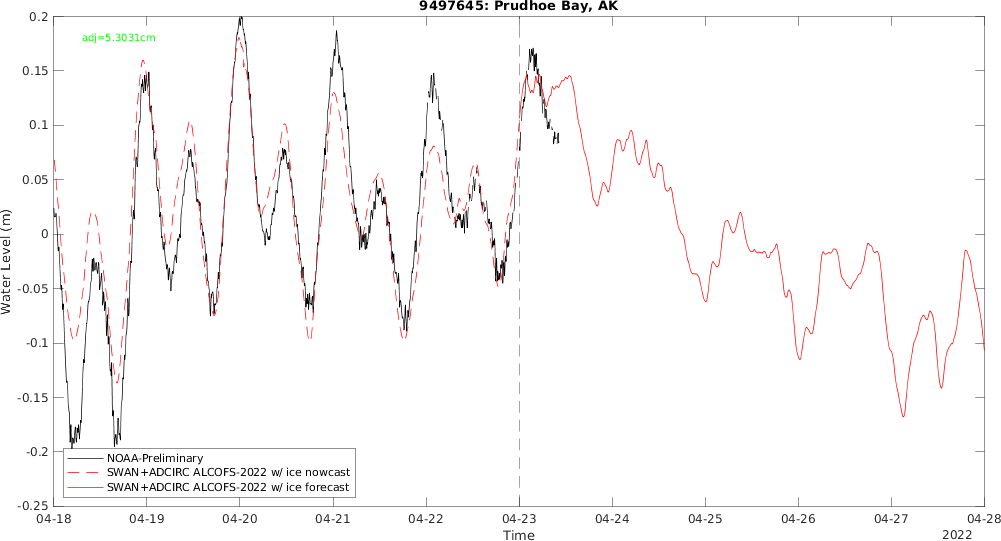 9497645: Prudhoe Bay, AK
adj=5.3031cm
Water Level (m)
0.2
0.15
0.1
0.05
0
-0.05
-0.1
-0.15
-0.2
-0.25
NOAA-Preliminary
SWAN+ADCIRC ALCOFS-2022 w/ ice nowcast
SWAN+ADCIRC ALCOFS-2022 w/ ice forecast
04-18 04-19 04-20 04-21 04-22 04-23 04-24 04-25 04-26 04-27 04-28
Time
2022